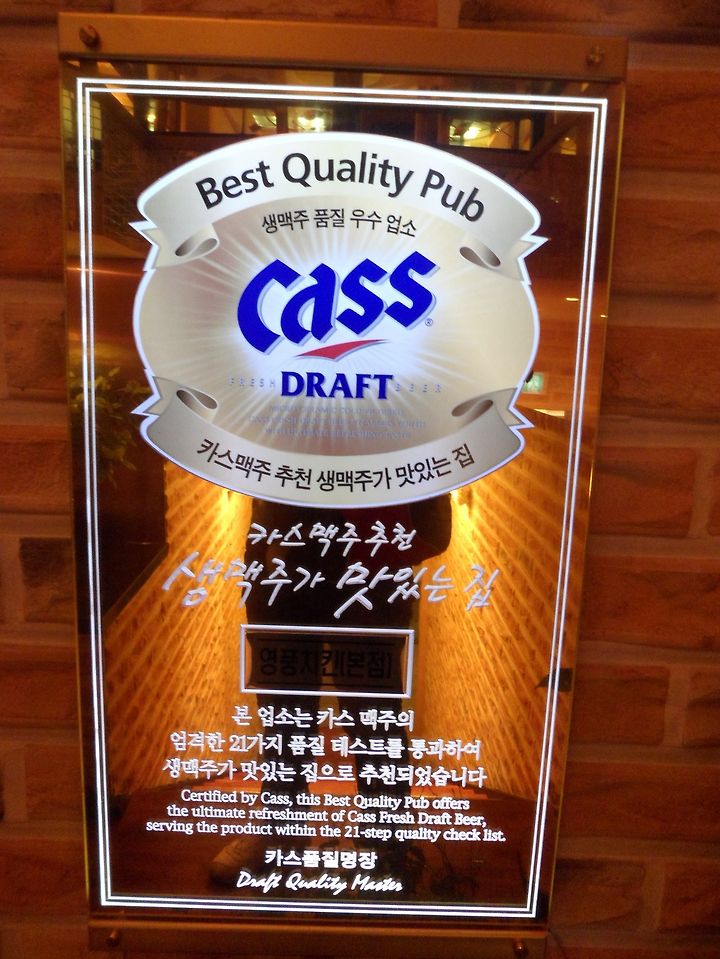 Best Quality Pub
생맥주 품질 우수 업소
Cass
FRESH DRAFT BEER
카스맥주 추천 생맥주가 맛있는 집
카스맥주추천
생맥주가 맛있는 집
영풍치킨(본점)
본 업소는 카스 맥주의
엄격한 21가지 품질 테스트를 통과하여
생맥주가 맛있는 집으로 추천되었습니다
Certified by Cass, this Best Quality Pub offers
the ultimate refreshment of Cass Fresh Draft Beer,
serving the product within the 21-step quality check list.
카스품질명장
Draft Quality Master